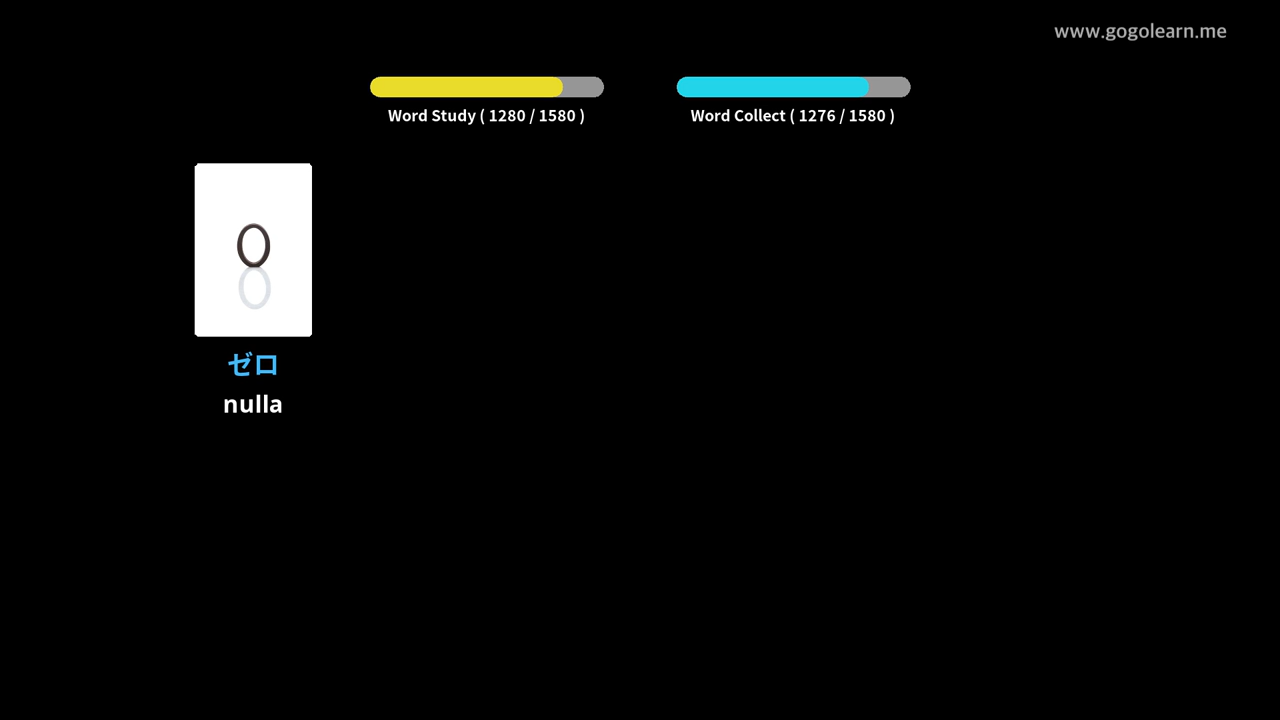 www.gogolearn.me
Word Study ( 1280 / 1580 )
Word Collect ( 1276 / 1580 )
0
ゼロ
nulla